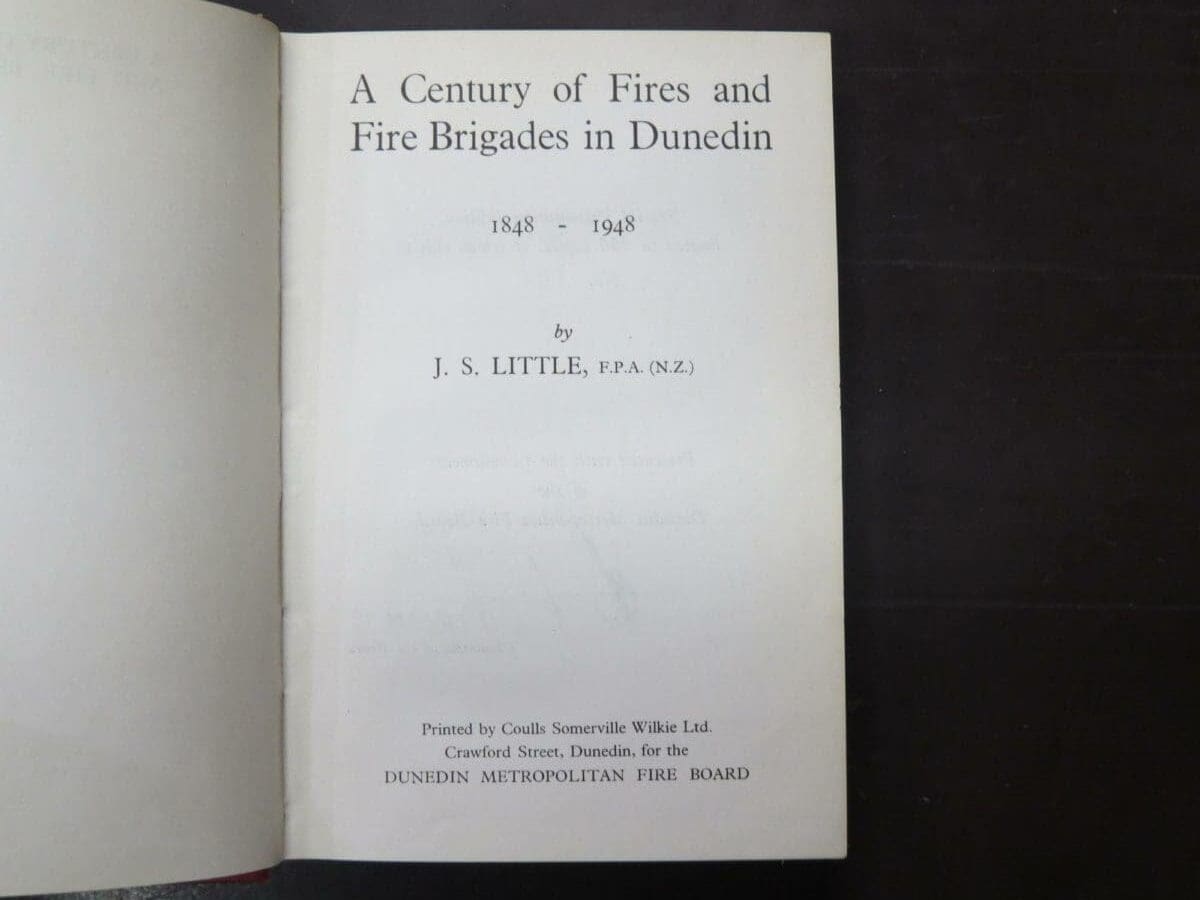 A Century of Fires and
Fire Brigades in Dunedin
1848 - 1948
by
J. S. LITTLE, F.P.A. (N.Z.)
Printed by Coulls Somerville Wilkie Ltd.
Crawford Street, Dunedin, for the
DUNEDIN METROPOLITAN FIRE BOARD